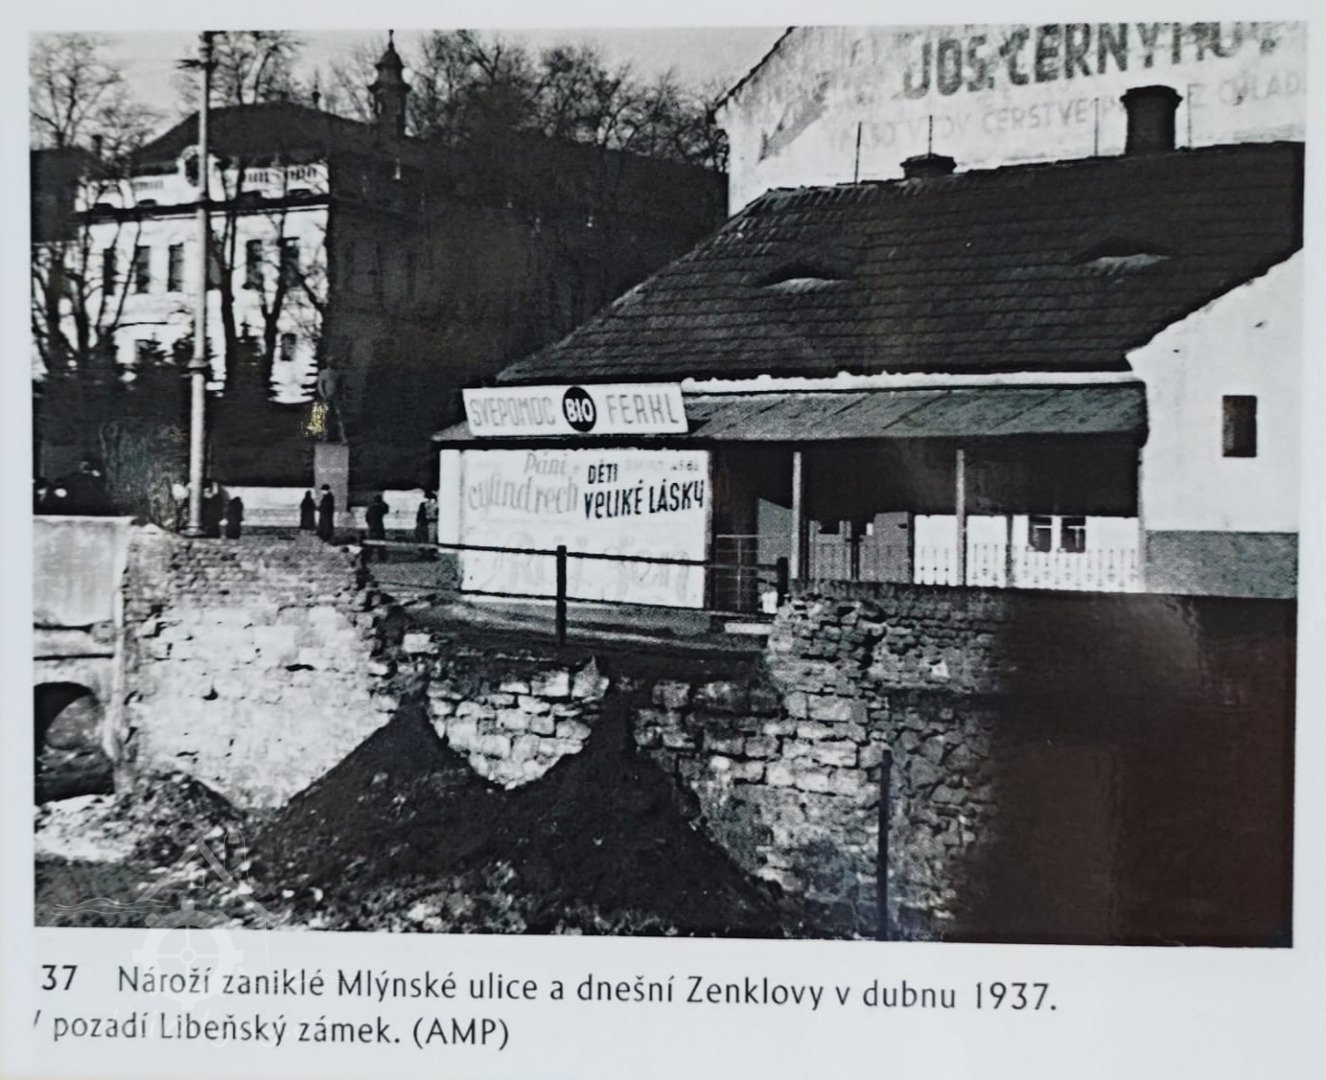 JOS. ČERNÝHO
ČERSTVÉ
SVÉPOMOC BIO FERKL
Páni
cylindrech
DĚTI
VELIKÉ LÁSKY
37 Nároží zaniklé Mlýnské ulice a dnešní Zenklovy v dubnu 1937.
pozadí Libeňský zámek. (AMP)